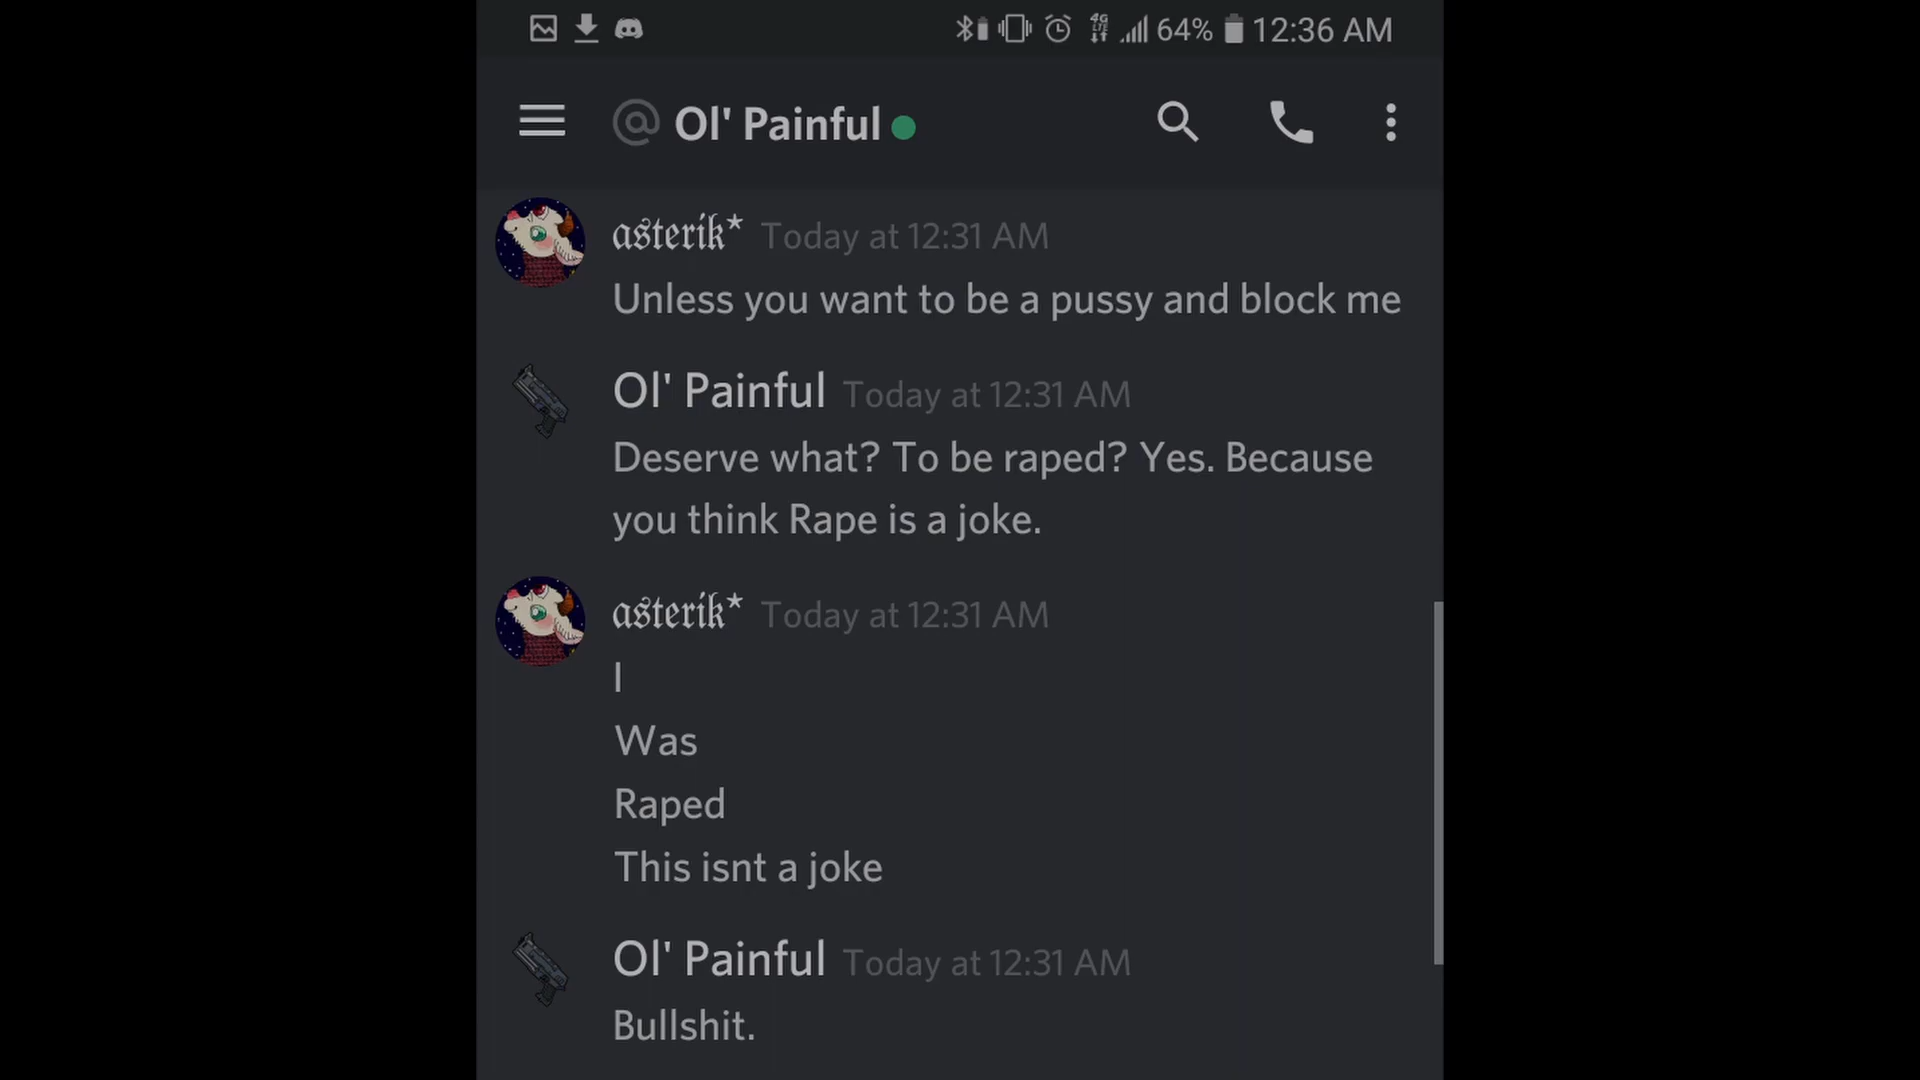 4G
LTE
64%
12:36 AM
@ Ol' Painful
asterik* Today at 12:31 AM
Unless you want to be a pussy and block me
Ol' Painful Today at 12:31 AM
Deserve what? To be raped? Yes. Because
you think Rape is a joke.
asterik* Today at 12:31 AM
I
Was
Raped
This isnt a joke
Ol' Painful Today at 12:31 AM
Bullshit.